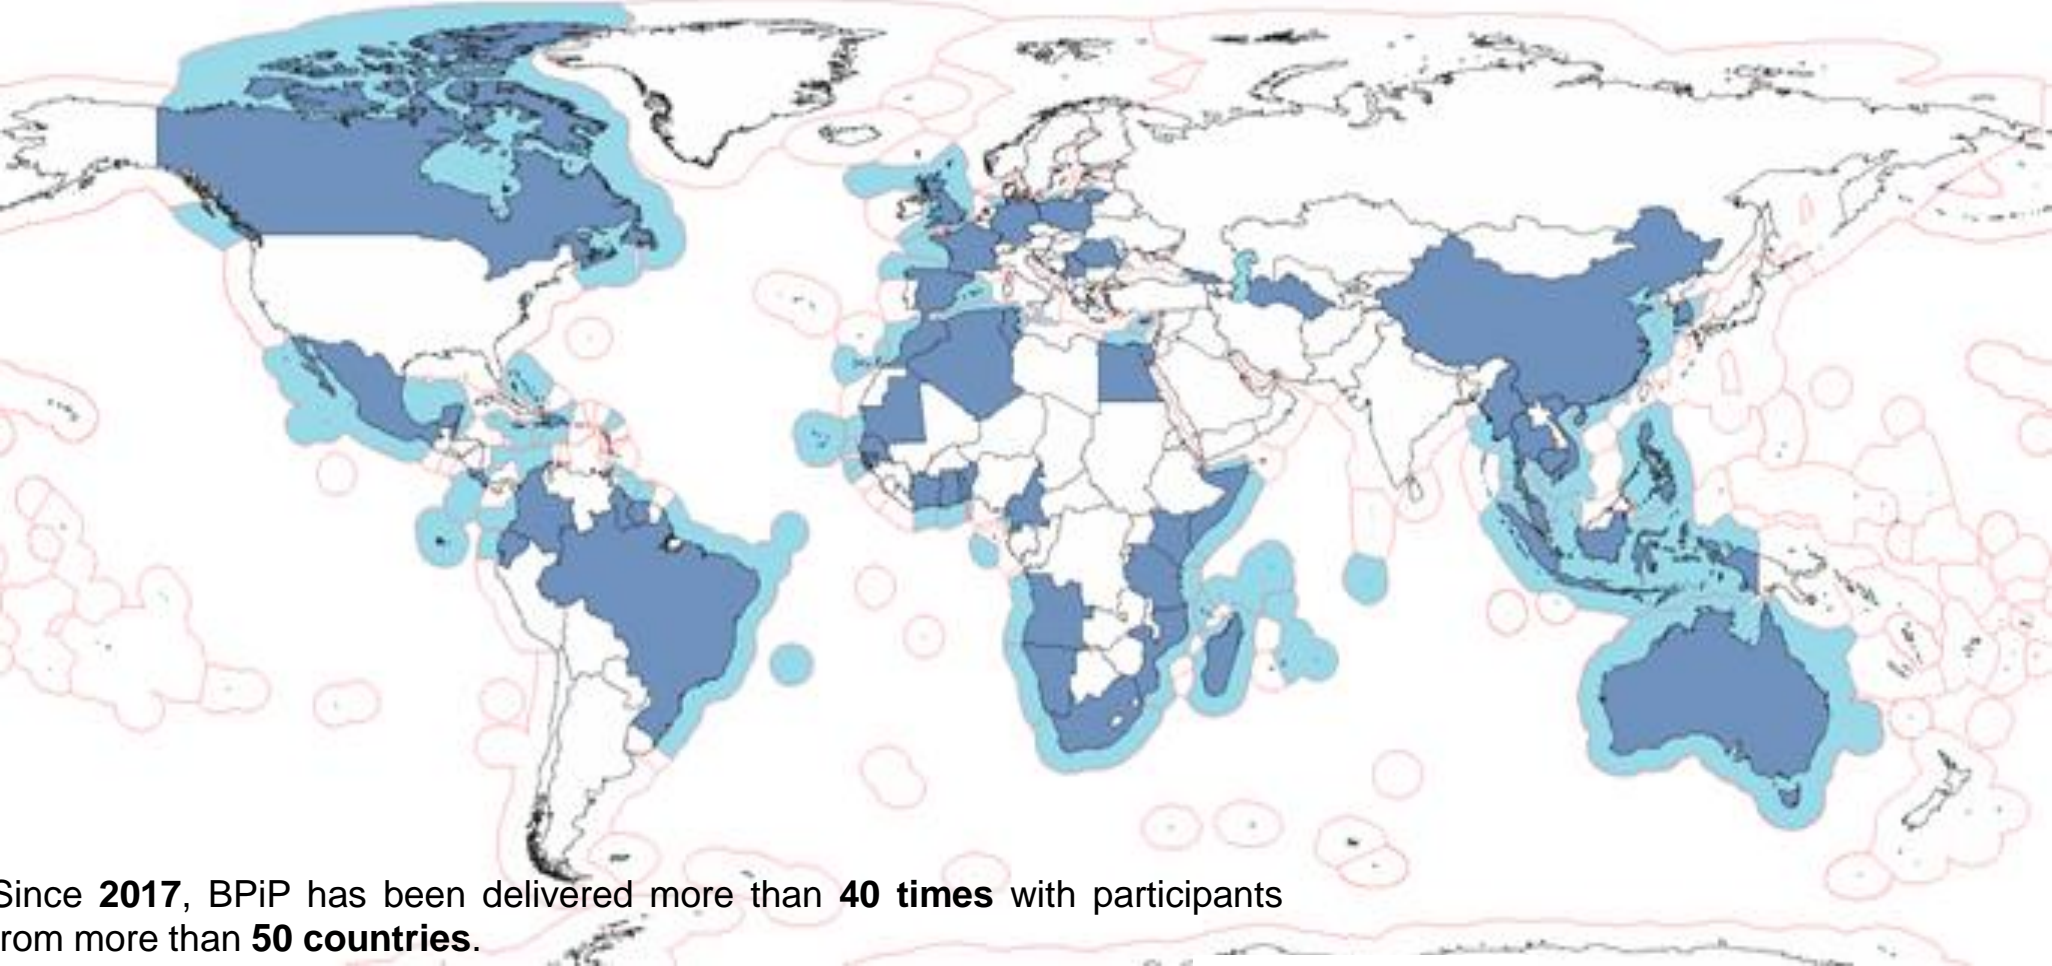 Since 2017, BPiP has been delivered more than 40 times with participants
rom more than 50 countries.